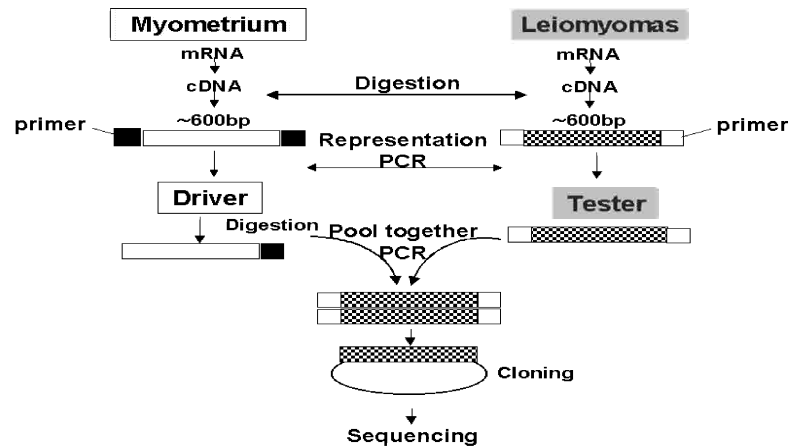 Myometrium
Leiomyomas
mRNA
mRNA
cDNA
Digestion
cDNA
~600bp
~600bp
primer
primer
Representation
PCR
Driver
Tester
Digestion
Pool together
PCR
Cloning
Sequencing